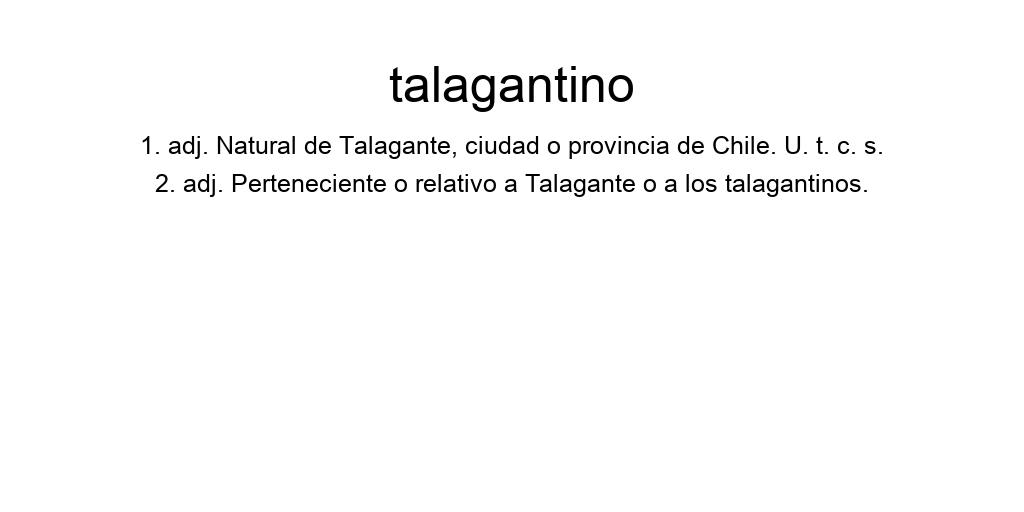 talagantino
1. adj. Natural de Talagante, ciudad o provincia de Chile. U. t. c. s.
2. adj. Perteneciente o relativo a Talagante o a los talagantinos.